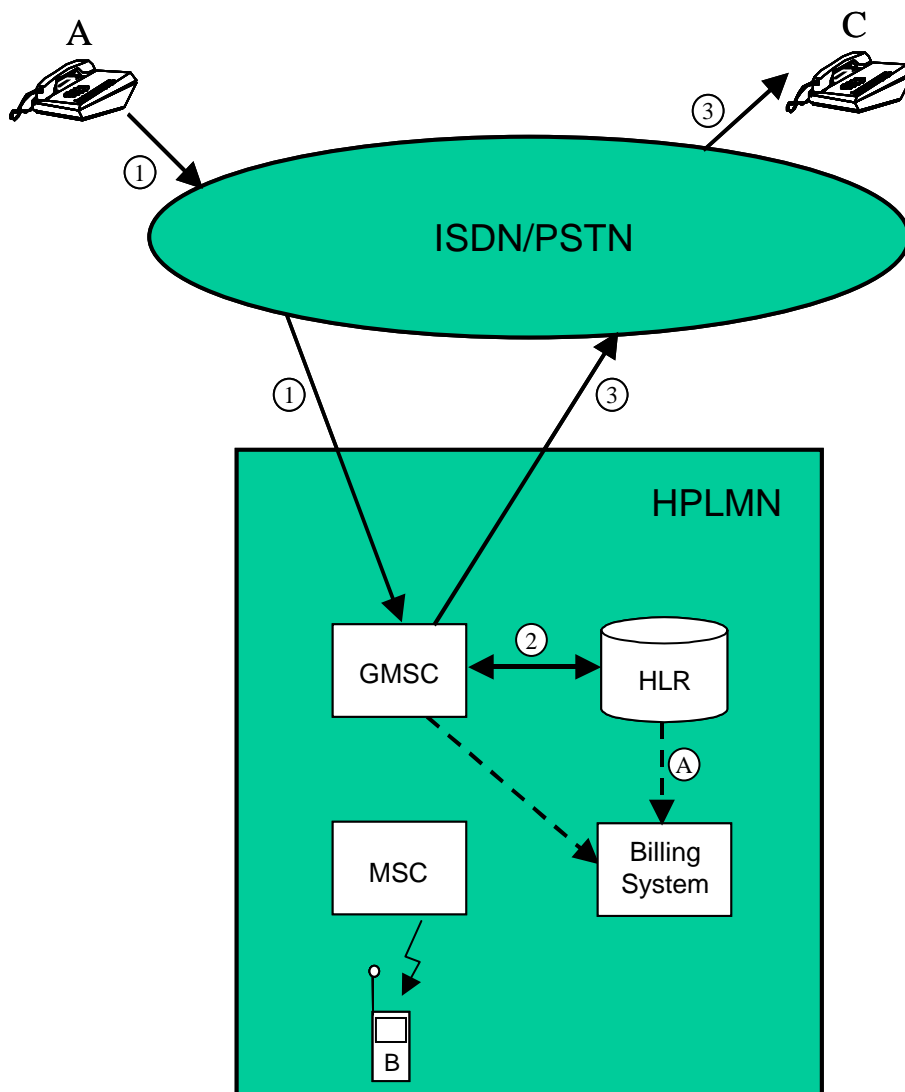 A
C
3
1
ISDN/PSTN
1
3
HPLMN
GMSC
2
HLR
A
MSC
Billing
System
B